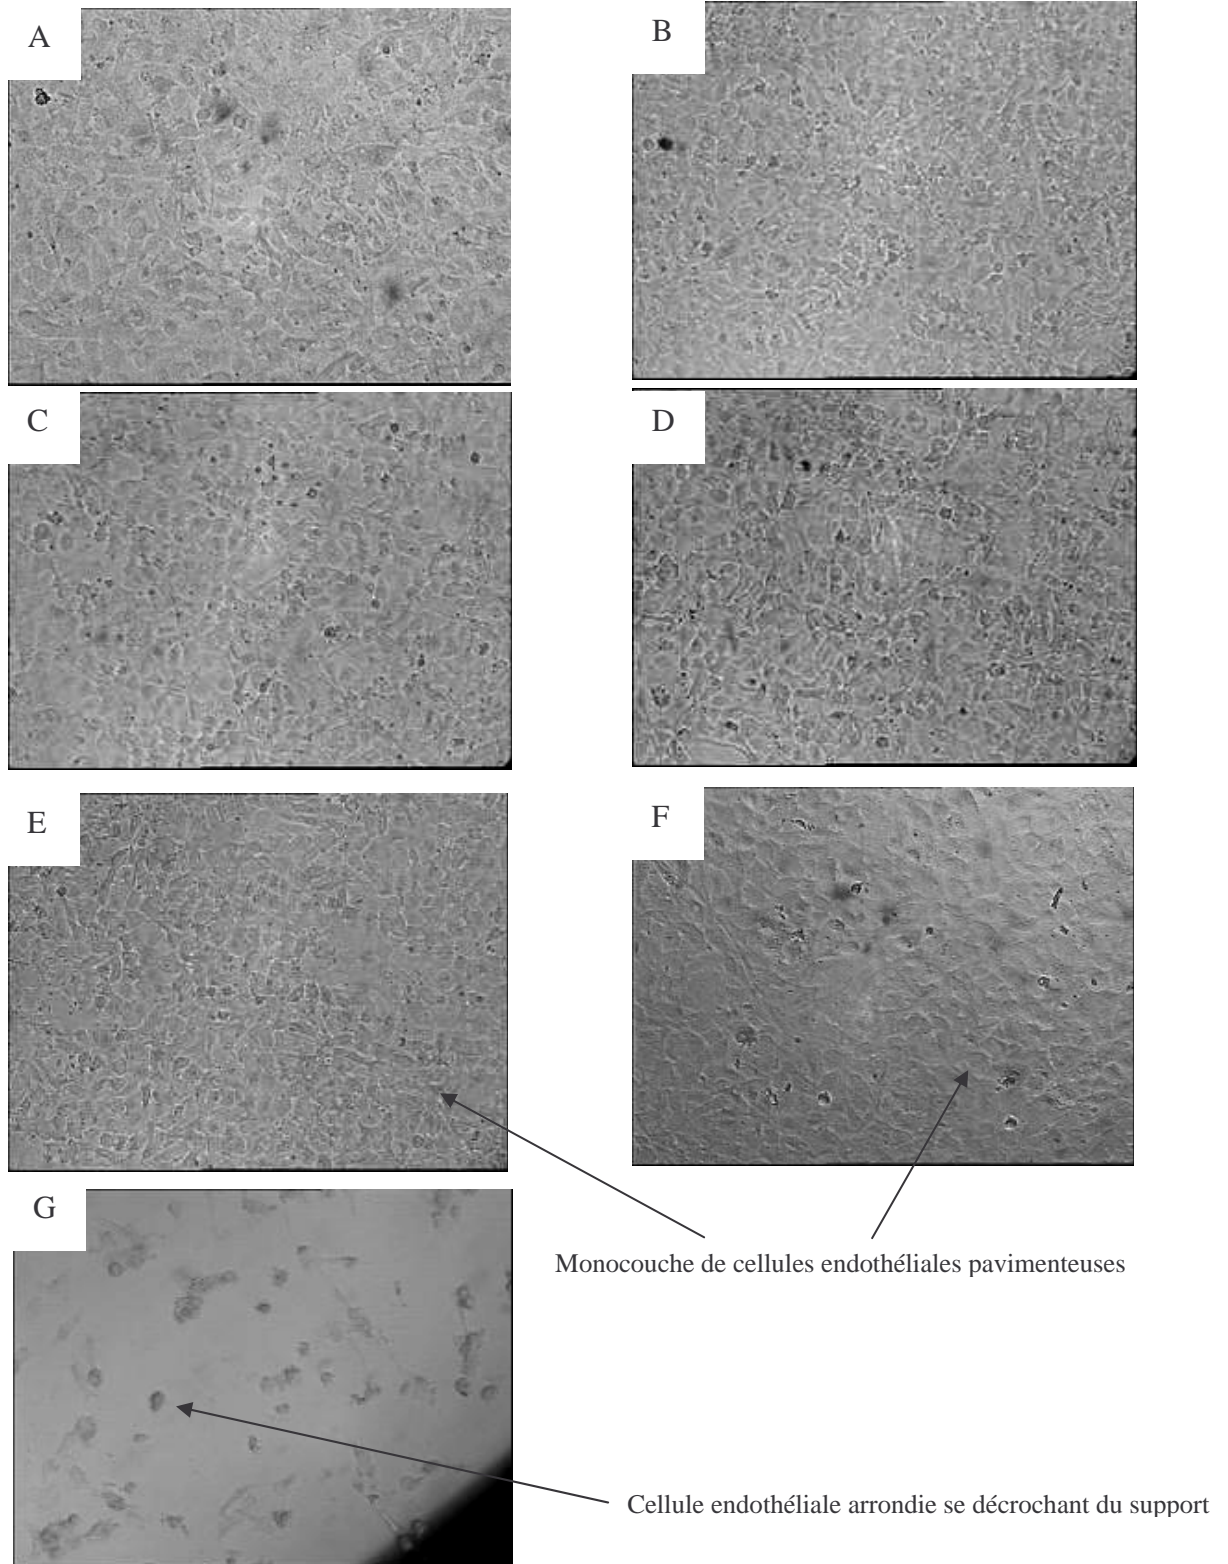 A
B
C
D
E
F
G
Monocouche de cellules endothéliales pavimenteuses
Cellule endothéliale arrondie se décrochant du support